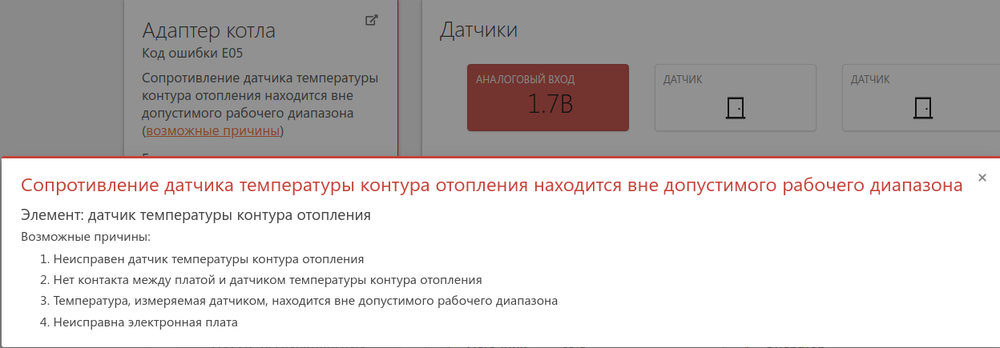 Адаптер котла
Код ошибки E05
Сопротивление датчика температуры
контура отопления находится вне
допустимого рабочего диапазона
(возможные причины)
Датчики
АНАЛОГОВЫЙ ВХОД
1.7В
ДАТЧИК
ДАТЧИК
Сопротивление датчика температуры контура отопления находится вне допустимого рабочего диапазона
×
Элемент: датчик температуры контура отопления
Возможные причины:
1. Неисправен датчик температуры контура отопления
2. Нет контакта между платой и датчиком температуры контура отопления
3. Температура, измеряемая датчиком, находится вне допустимого рабочего диапазона
4. Неисправна электронная плата